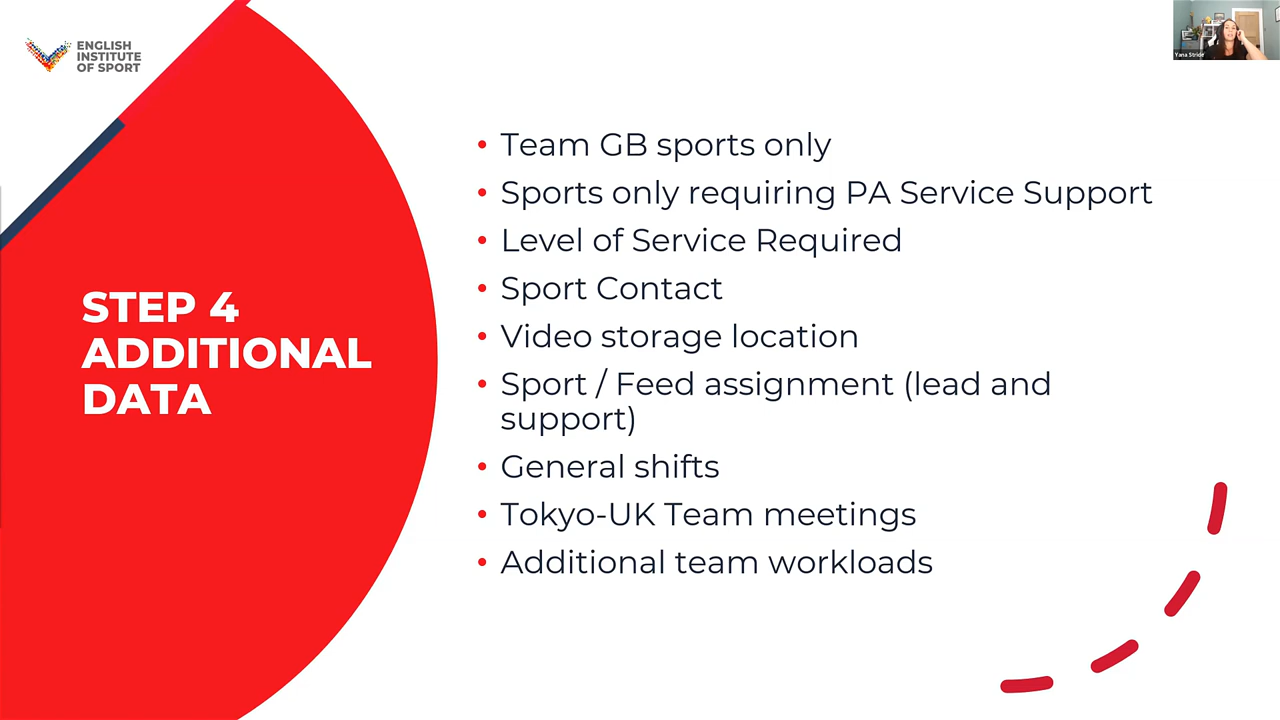 ENGLISH
INSTITUTE
OF SPORT
Yana Stride
STEP 4
ADDITIONAL
DATA
• Team GB sports only
• Sports only requiring PA Service Support
• Level of Service Required
• Sport Contact
• Video storage location
• Sport / Feed assignment (lead and
support)
• General shifts
• Tokyo-UK Team meetings
• Additional team workloads